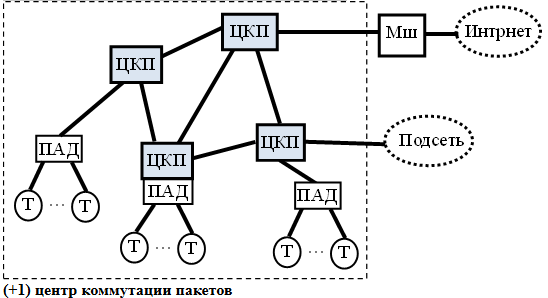 ЦКП
Мш
Интрнет
ЦКП
ПАД
ЦКП
ПАД
ЦКП
Подсеть
ПАД
Т ... Т
Т ... Т
Т ... Т
(+1) центр коммутации пакетов